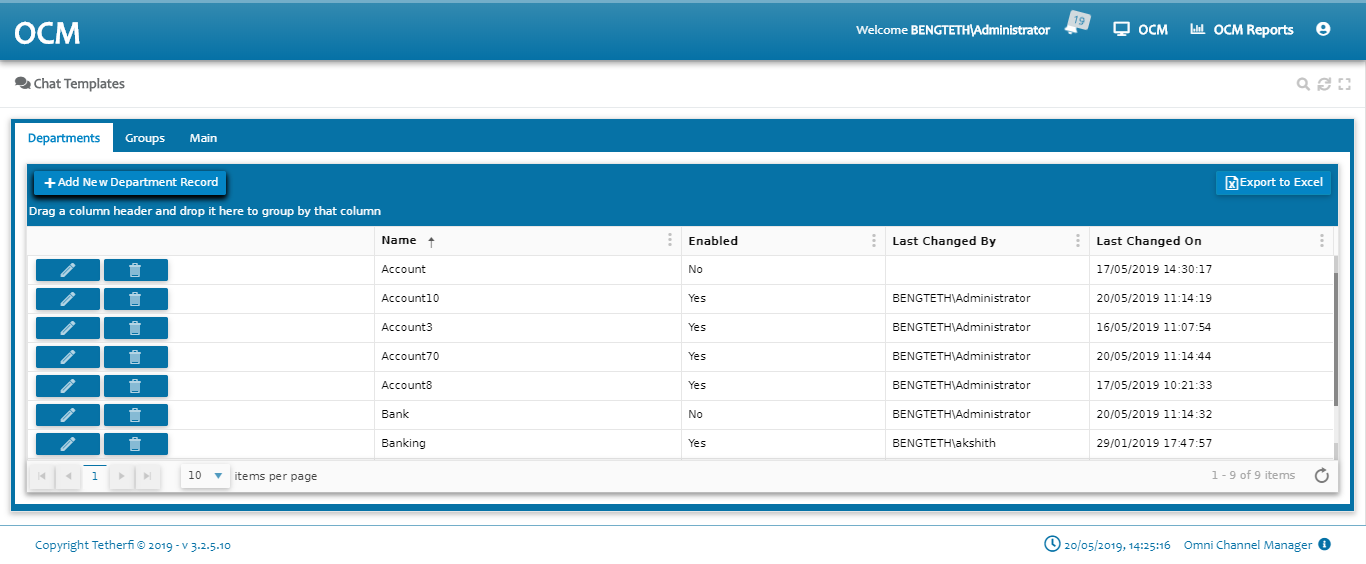 OCM
Welcome BENGTETH\Administrator 19 OCM OCM Reports
Chat Templates
Departments Groups Main
Add New Department Record Export to Excel
Drag a column header and drop it here to group by that column
Name Enabled Last Changed By Last Changed On
Account No 17/05/2019 14:30:17
Account10 Yes BENGTETH\Administrator 20/05/2019 11:14:19
Account3 Yes BENGTETH\Administrator 16/05/2019 11:07:54
Account70 Yes BENGTETH\Administrator 20/05/2019 11:14:44
Account8 Yes BENGTETH\Administrator 17/05/2019 10:21:33
Bank No BENGTETH\Administrator 20/05/2019 11:14:32
Banking Yes BENGTETH\akshith 29/01/2019 17:47:57
1 10 items per page 1 - 9 of 9 items
Copyright Tetherfi © 2019 - v 3.2.5.10 20/05/2019, 14:25:16 Omni Channel Manager